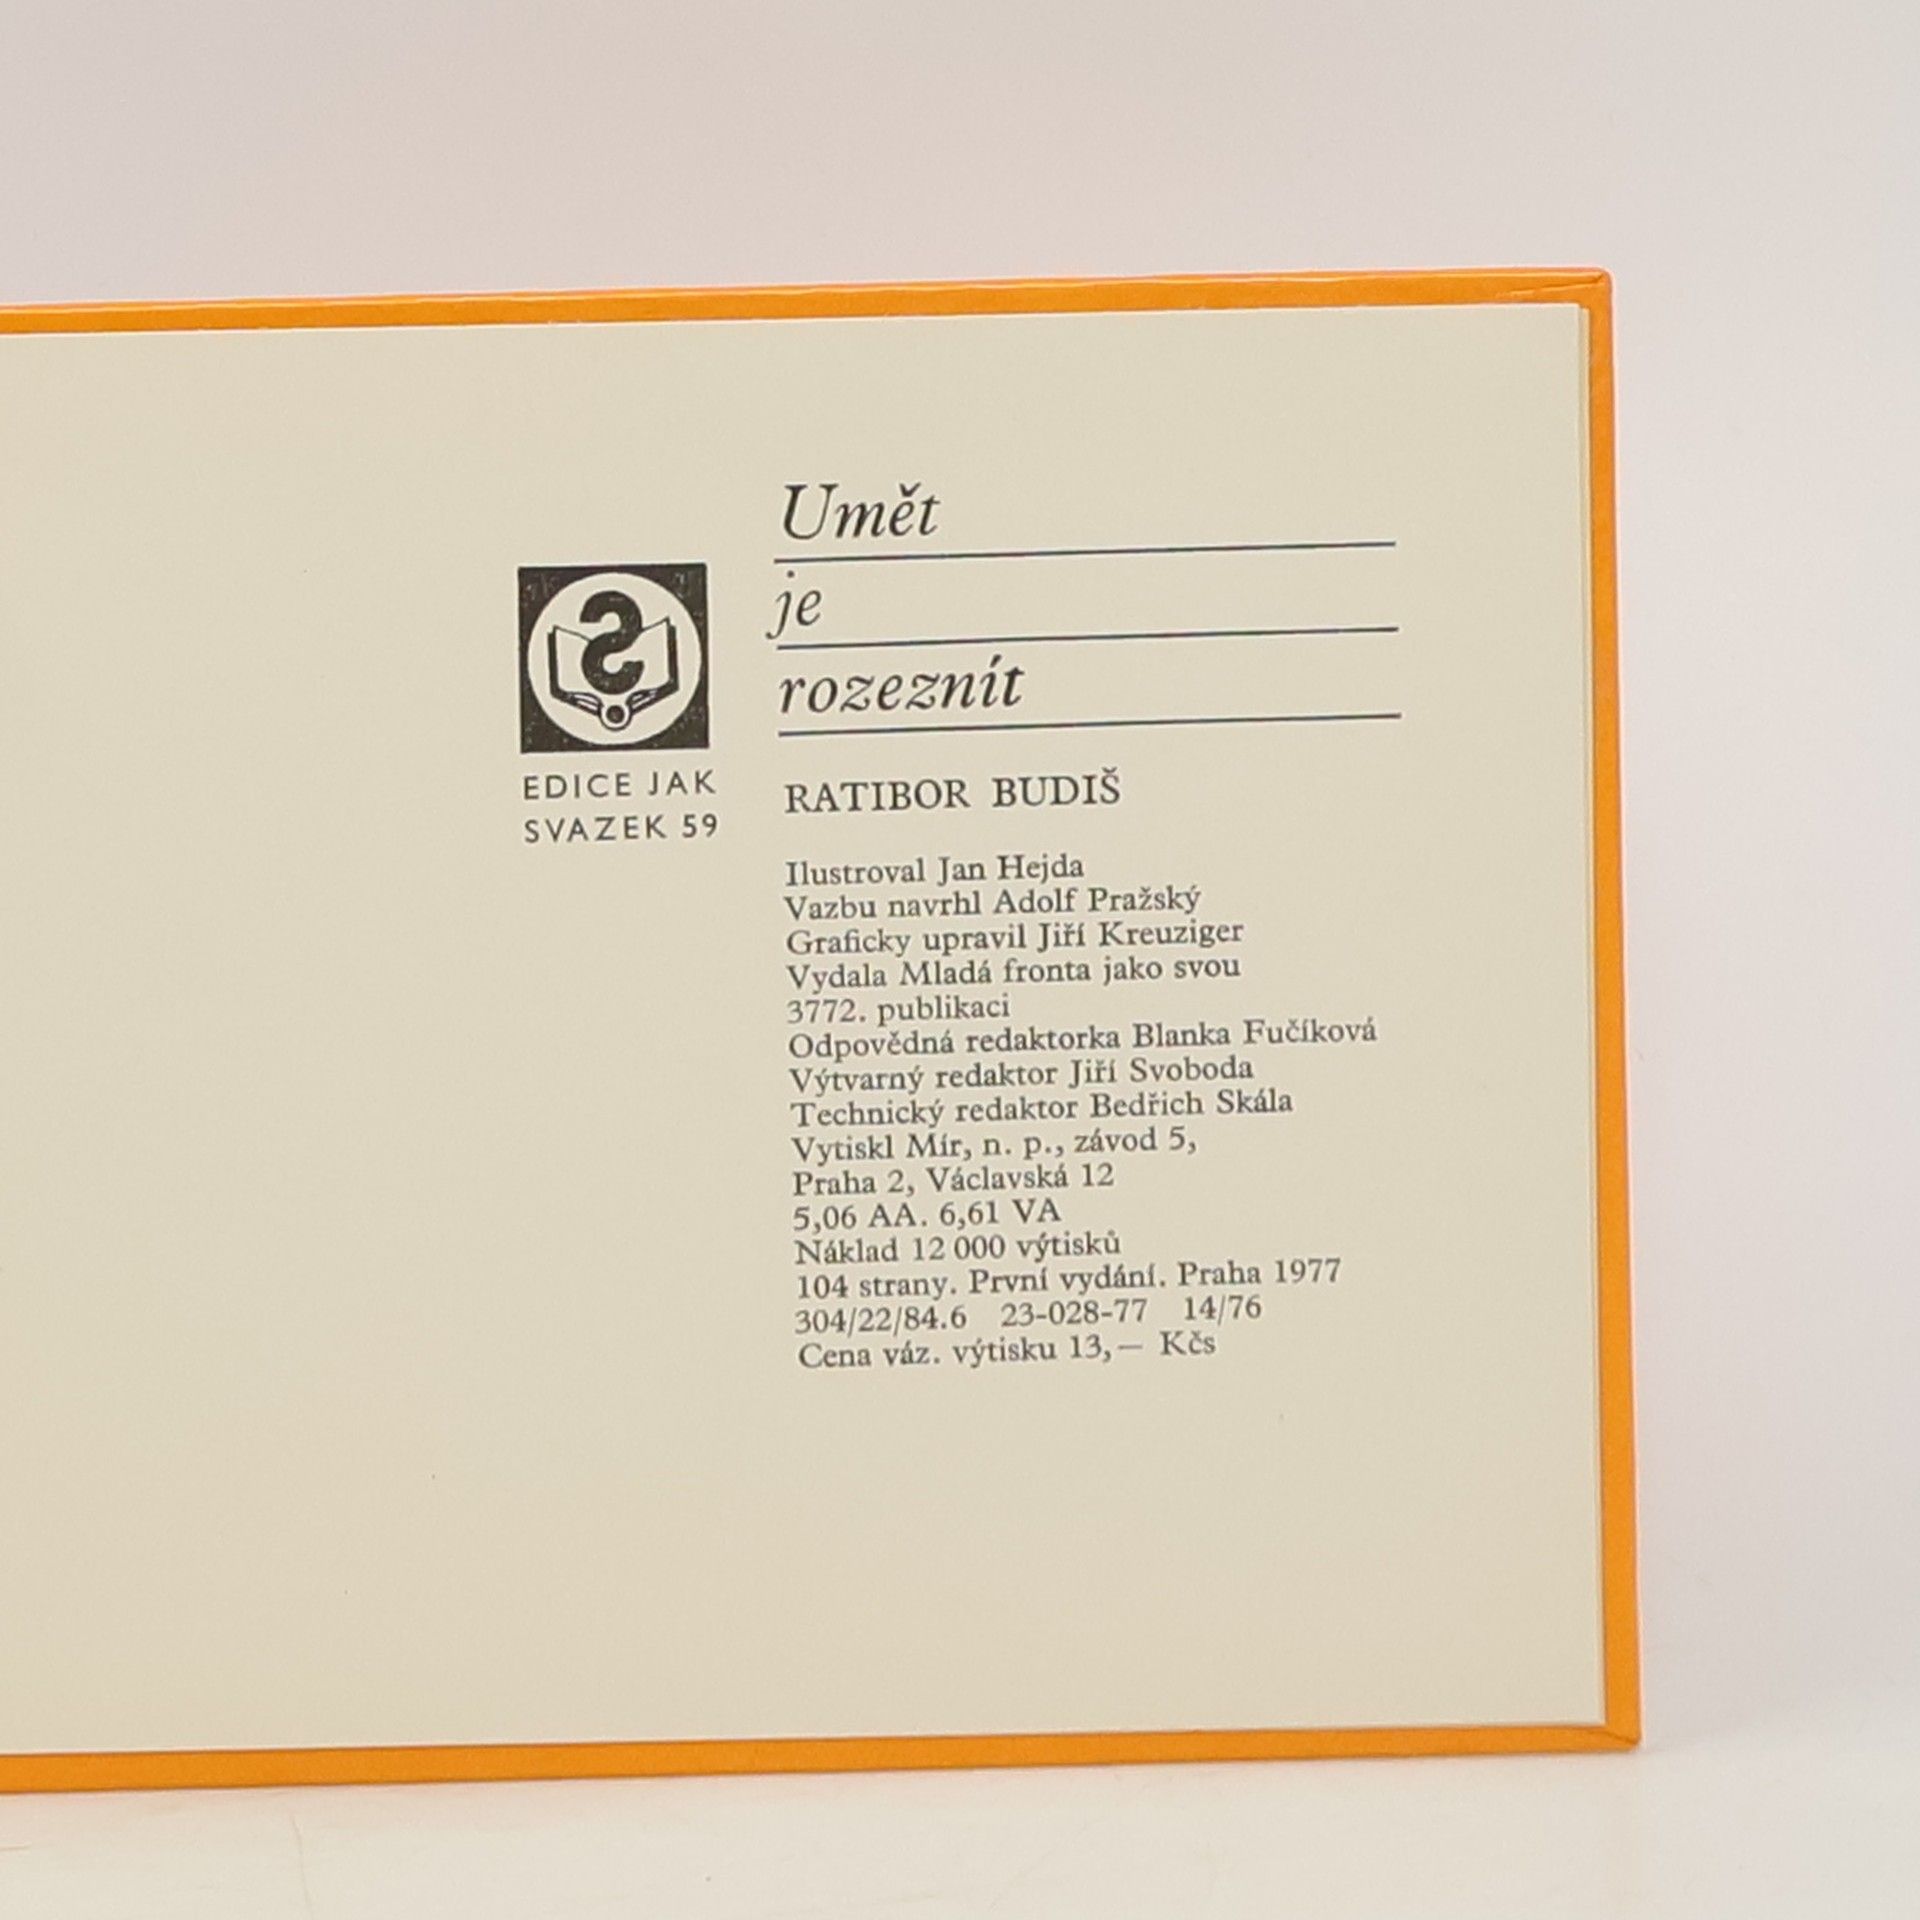 Umět
je
rozeznít
EDICE JAK
SVAZEK 59
RATIBOR BUDIŠ
Ilustroval Jan Hejda
Vazbu navrhl Adolf Pražský
Graficky upravil Jiří Kreuziger
Vydala Mladá fronta jako svou
3772. publikaci
Odpovědná redaktorka Blanka Fučíková
Výtvarný redaktor Jiří Svoboda
Technický redaktor Bedřich Skála
Vytiskl Mír, n. p., závod 5,
Praha 2, Václavská 12
5,06 AA. 6,61 VA
Náklad 12 000 výtisků
104 strany. První vydání. Praha 1977
304/22/84.6 23-028-77 14/76
Cena váz. výtisku 13,— Kčs